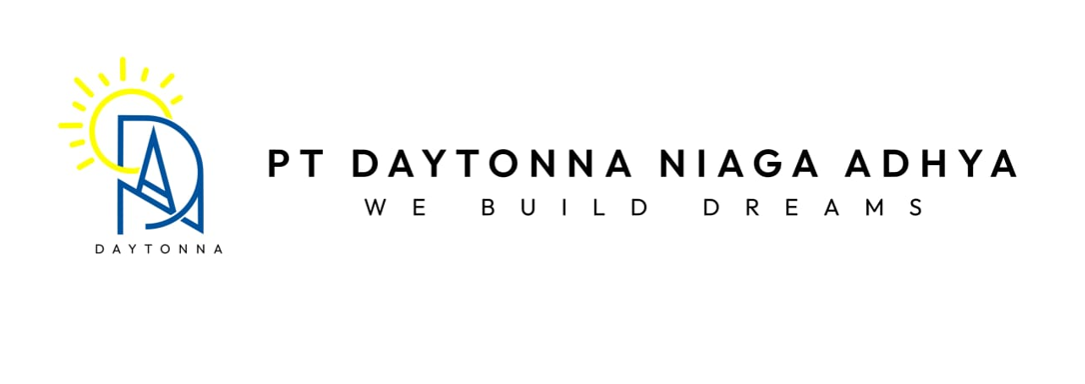 PT DAYTONNA NIAGA ADHYA
WE BUILD DREAMS
DAYTONNA